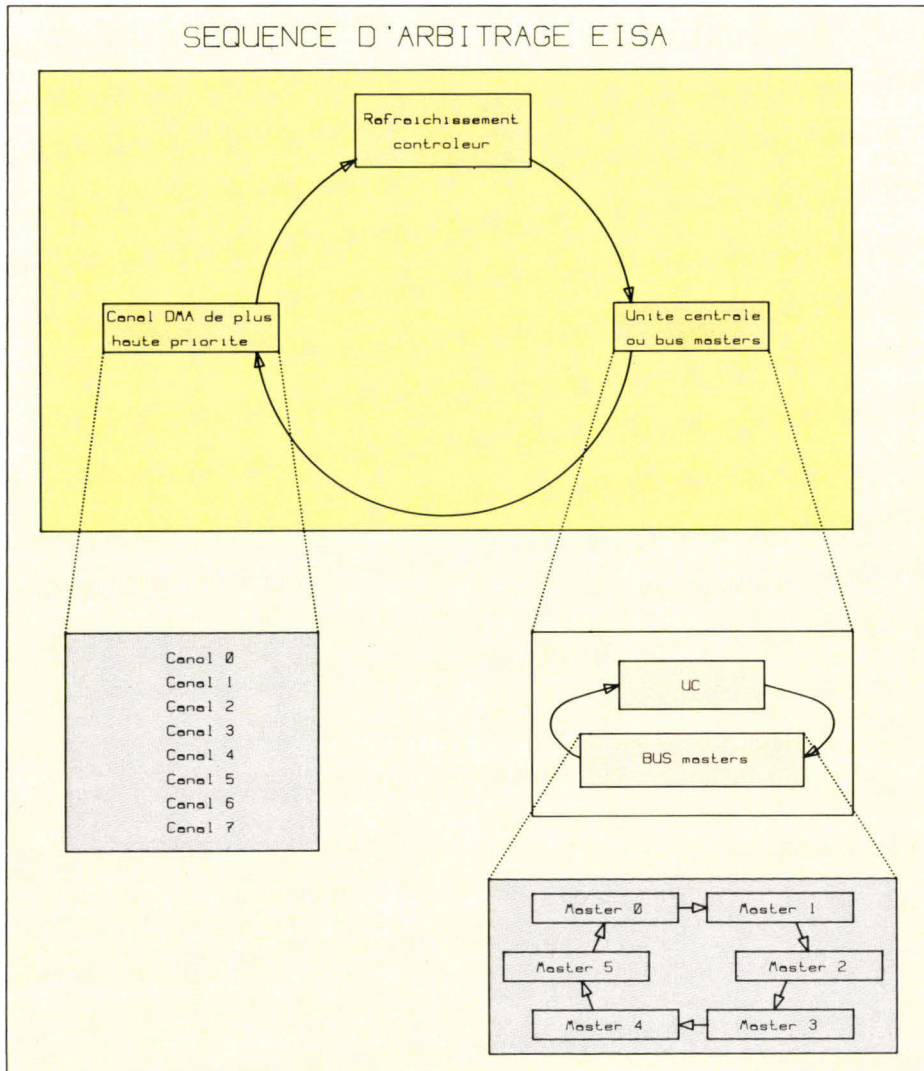 SEQUENCE D'ARBITRAGE EISA
Rafraichissement
controleur
Canal DMA de plus
haute priorite
Unite centrale
ou bus masters
Canal 0
Canal 1
Canal 2
Canal 3
Canal 4
Canal 5
Canal 6
Canal 7
UC
BUS masters
Master 0
Master 1
Master 5
Master 2
Master 4
Master 3